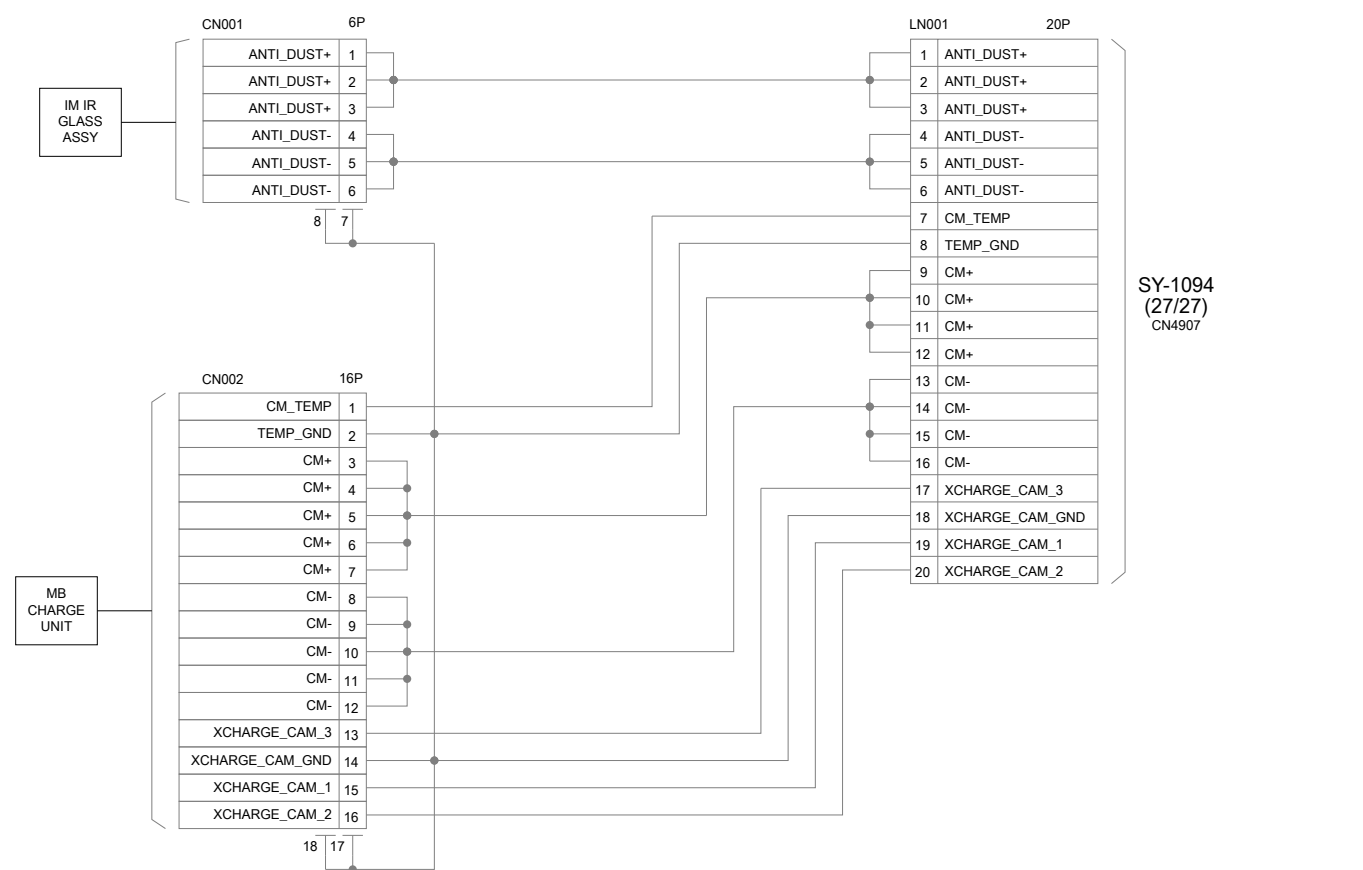 CN001 6P
ANTI_DUST+ 1
ANTI_DUST+ 2
ANTI_DUST+ 3
ANTI_DUST- 4
ANTI_DUST- 5
ANTI_DUST- 6
8 7
IM IR
GLASS
ASSY
CN002 16P
CM_TEMP 1
TEMP_GND 2
CM+ 3
CM+ 4
CM+ 5
CM+ 6
CM+ 7
CM- 8
CM- 9
CM- 10
CM- 11
CM- 12
XCHARGE_CAM_3 13
XCHARGE_CAM_GND 14
XCHARGE_CAM_1 15
XCHARGE_CAM_2 16
18 17
MB
CHARGE
UNIT
LN001 20P
1 ANTI_DUST+
2 ANTI_DUST+
3 ANTI_DUST+
4 ANTI_DUST-
5 ANTI_DUST-
6 ANTI_DUST-
7 CM_TEMP
8 TEMP_GND
9 CM+
10 CM+
11 CM+
12 CM+
13 CM-
14 CM-
15 CM-
16 CM-
17 XCHARGE_CAM_3
18 XCHARGE_CAM_GND
19 XCHARGE_CAM_1
20 XCHARGE_CAM_2
SY-1094
(27/27)
CN4907